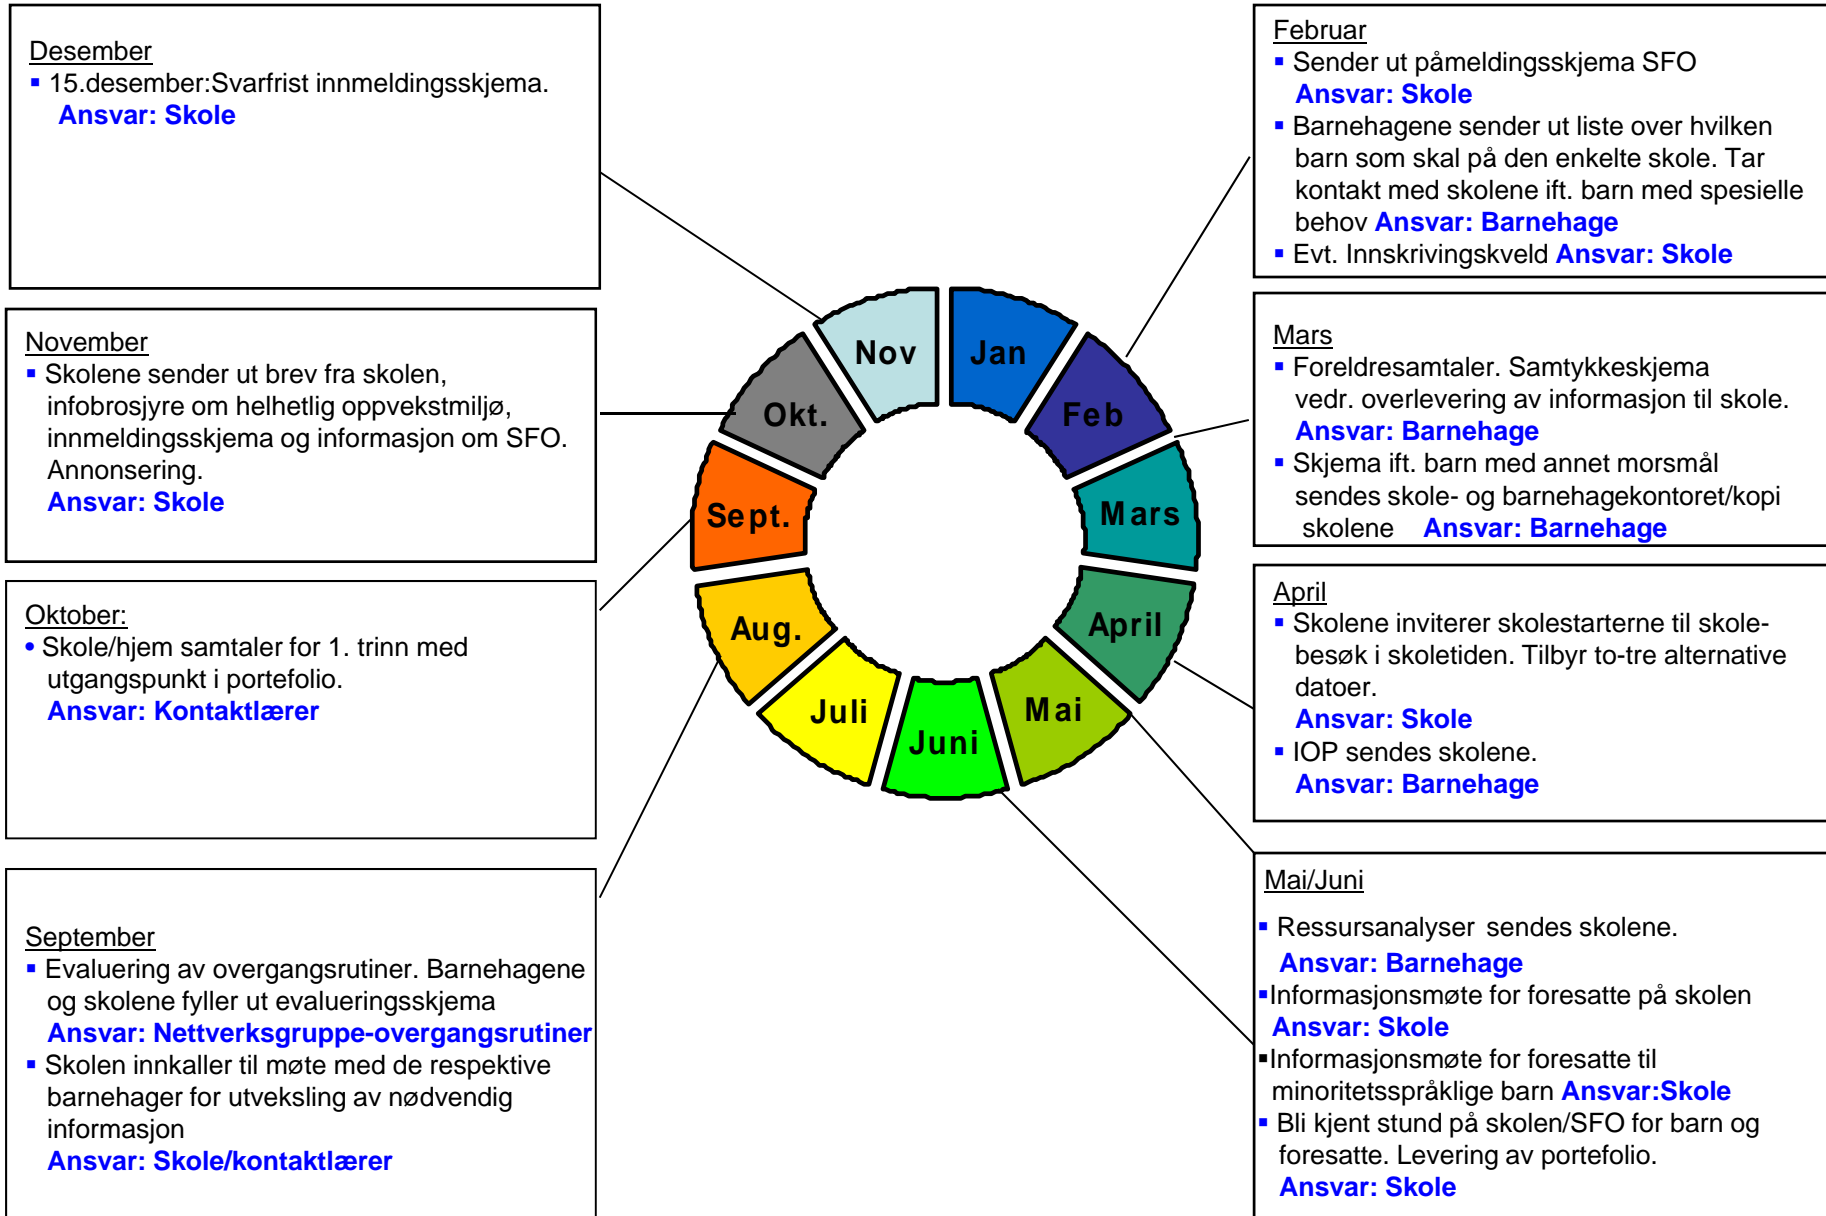 Desember
▪ 15.desember:Svarfrist innmeldingsskjema.
Ansvar: Skole
November
▪ Skolene sender ut brev fra skolen,
infobrosjyre om helhetlig oppvekstmiljø,
innmeldingsskjema og informasjon om SFO.
Annonsering.
Ansvar: Skole
Oktober:
• Skole/hjem samtaler for 1. trinn med
utgangspunkt i portefolio.
Ansvar: Kontaktlærer
September
▪ Evaluering av overgangsrutiner. Barnehagene
og skolene fyller ut evalueringsskjema
Ansvar: Nettverksgruppe-overgangsrutiner
▪ Skolen innkaller til møte med de respektive
barnehager for utveksling av nødvendig
informasjon
Ansvar: Skole/kontaktlærer
Nov
Jan
Okt.
Feb
Sept.
Mars
Aug.
April
Juli
Juni
Mai
Februar
▪ Sender ut påmeldingsskjema SFO
Ansvar: Skole
▪ Barnehagene sender ut liste over hvilken
barn som skal på den enkelte skole. Tar
kontakt med skolene ift. barn med spesielle
behov Ansvar: Barnehage
▪ Evt. Innskrivingskveld Ansvar: Skole
Mars
▪ Foreldresamtaler. Samtykkeskjema
vedr. overlevering av informasjon til skole.
Ansvar: Barnehage
▪ Skjema ift. barn med annet morsmål
sendes skole- og barnehagekontoret/kopi
skolene Ansvar: Barnehage
April
▪ Skolene inviterer skolestarterne til skole-
besøk i skoletiden. Tilbyr to-tre alternative
datoer.
Ansvar: Skole
▪ IOP sendes skolene.
Ansvar: Barnehage
Mai/Juni
▪ Ressursanalyser sendes skolene.
Ansvar: Barnehage
▪Informasjonsmøte for foresatte på skolen
Ansvar: Skole
▪Informasjonsmøte for foresatte til
minoritetsspråklige barn Ansvar:Skole
▪ Bli kjent stund på skolen/SFO for barn og
foresatte. Levering av portefolio.
Ansvar: Skole